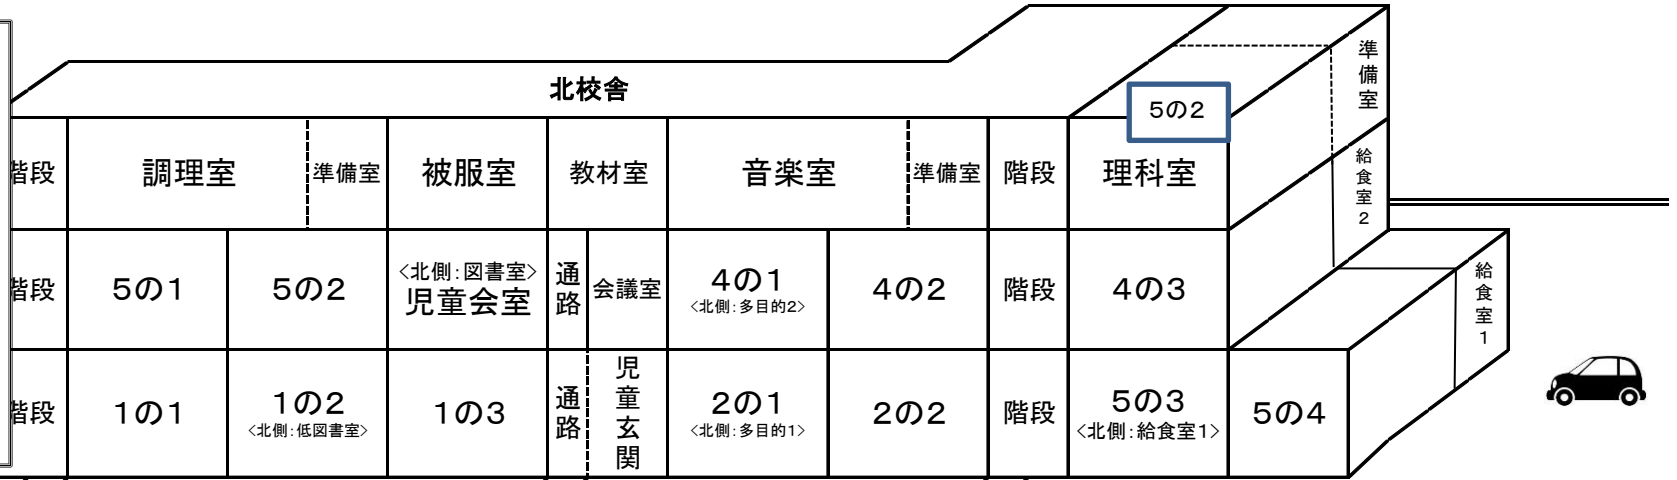 北校舎
5の2
準備室
給食室2
給食室1
階段
調理室
準備室
被服室
教材室
音楽室
準備室
階段
理科室
階段
5の1
5の2
<北側:図書室>
児童会室
通路
会議室
4の1
<北側:多目的2>
4の2
階段
4の3
階段
1の1
1の2
<北側:低図書室>
1の3
通路
児童玄関
2の1
<北側:多目的1>
2の2
階段
5の3
<北側:給食室1>
5の4